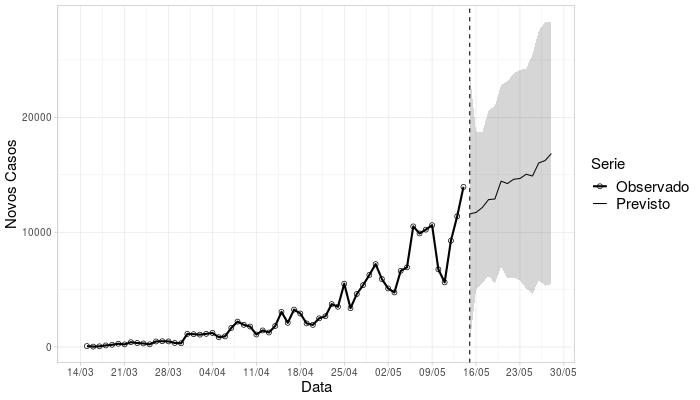 Novos Casos
20000
10000
0
14/03 21/03 28/03 04/04 11/04 18/04 25/04 02/05 09/05 16/05 23/05 30/05
Data
Serie
Observado
Previsto